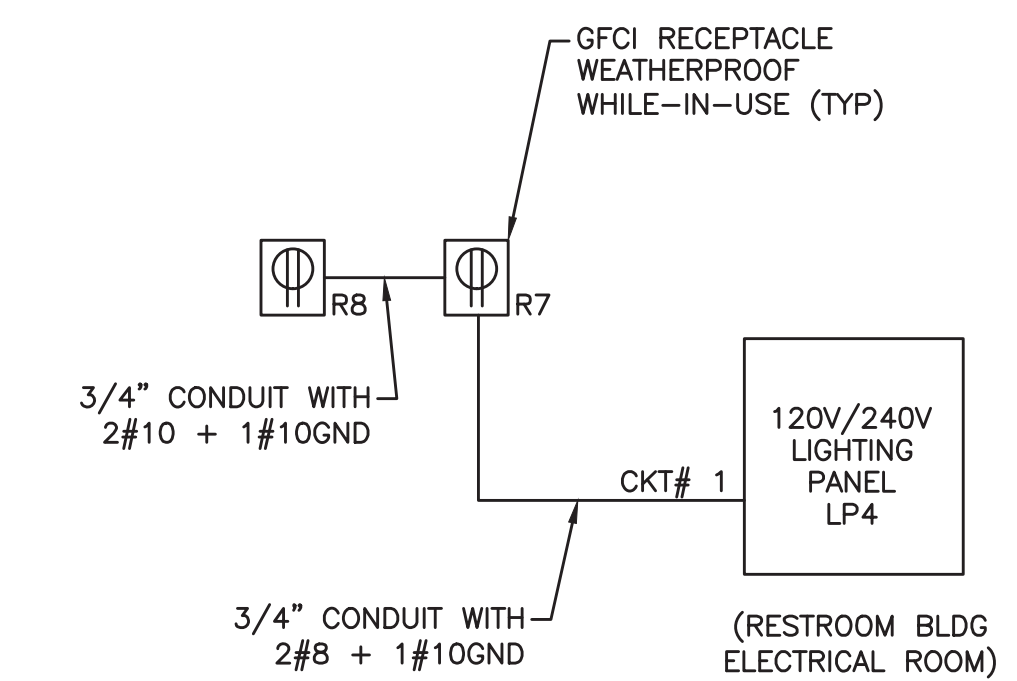 GFCI RECEPTACLE
WEATHERPROOF
WHILE-IN-USE (TYP)
R8
R7
3/4" CONDUIT WITH
2#10 + 1#10GND
120V/240V
LIGHTING
PANEL
LP4
CKT# 1
3/4" CONDUIT WITH
2#8 + 1#10GND
(RESTROOM BLDG
ELECTRICAL ROOM)